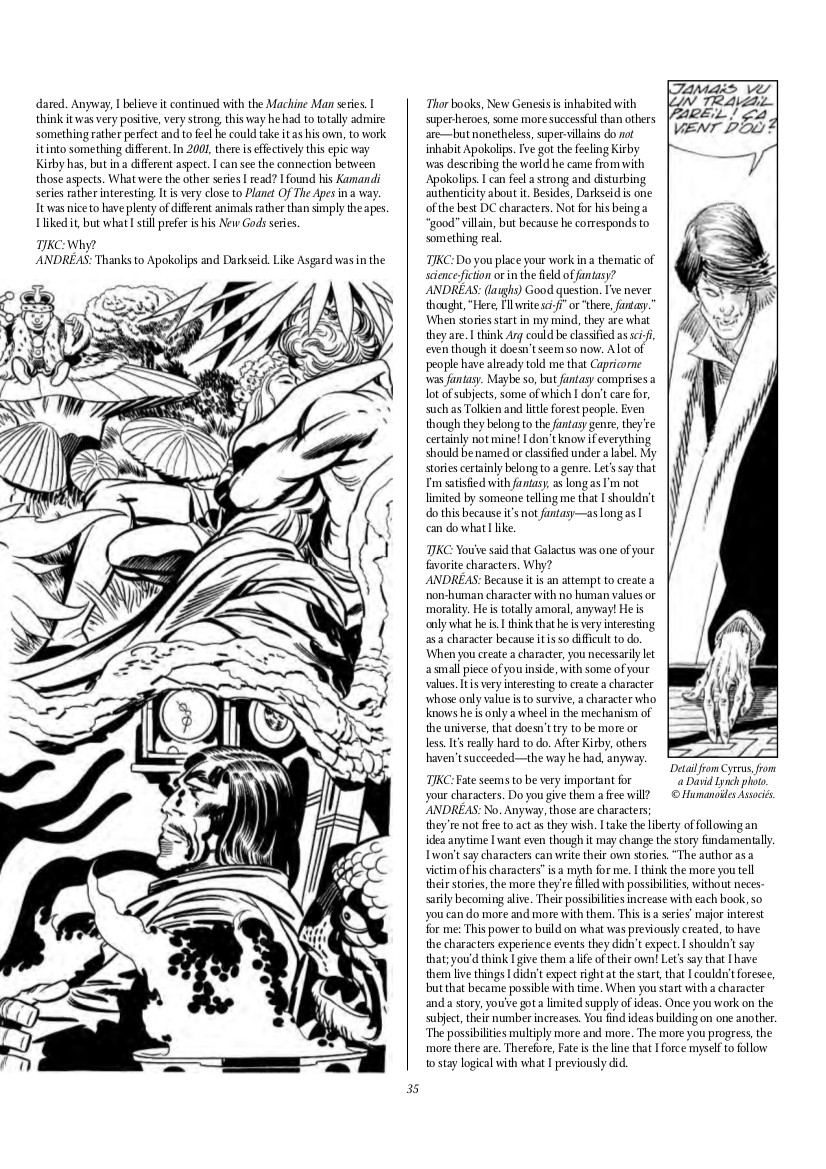 dared. Anyway, I believe it continued with the Machine Man series. I
think it was very positive, very strong, this way he had to totally admire
something rather perfect and to feel he could take it as his own, to work
it into something different. In 2001, there is effectively this epic way
Kirby has, but in a different aspect. I can see the connection between
those aspects. What were the other series I read? I found his Kamandi
series rather interesting. It is very close to Planet Of The Apes in a way.
It was nice to have plenty of different animals rather than simply the apes.
I liked it, but what I still prefer is his New Gods series.
TJKC: Why?
ANDRÉAS: Thanks to Apokolips and Darkseid. Like Asgard was in the
Thor books, New Genesis is inhabited with
super-heroes, some more successful than others
are—but nonetheless, super-villains do not
inhabit Apokolips. I've got the feeling Kirby
was describing the world he came from with
Apokolips. I can feel a strong and disturbing
authenticity about it. Besides, Darkseid is one
of the best DC characters. Not for his being a
"good" villain, but because he corresponds to
something real.
TJKC: Do you place your work in a thematic of
science-fiction or in the field of fantasy?
ANDRÉAS: (laughs) Good question. I've never
thought, "Here, I'll write sci-fi" or "there, fantasy."
When stories start in my mind, they are what
they are. I think Arq could be classified as sci-fi,
even though it doesn't seem so now. A lot of
people have already told me that Capricorne
was fantasy. Maybe so, but fantasy comprises a
lot of subjects, some of which I don't care for,
such as Tolkien and little forest people. Even
though they belong to the fantasy genre, they're
certainly not mine! I don't know if everything
should be named or classified under a label. My
stories certainly belong to a genre. Let's say that
I'm satisfied with fantasy, as long as I'm not
limited by someone telling me that I shouldn't
do this because it's not fantasy—as long as I
can do what I like.
TJKC: You've said that Galactus was one of your
favorite characters. Why?
ANDRÉAS: Because it is an attempt to create a
non-human character with no human values or
morality. He is totally amoral, anyway! He is
only what he is. I think that he is very interesting
as a character because it is so difficult to do.
When you create a character, you necessarily let
a small piece of you inside, with some of your
values. It is very interesting to create a character
whose only value is to survive, a character who
knows he is only a wheel in the mechanism of
the universe, that doesn't try to be more or
less. It's really hard to do. After Kirby, others
haven't succeeded—the way he had, anyway.
TJKC: Fate seems to be very important for
your characters. Do you give them a free will?
ANDRÉAS: No. Anyway, those are characters;
they're not free to act as they wish. I take the liberty of following an
idea anytime I want even though it may change the story fundamentally.
I won't say characters can write their own stories. "The author as a
victim of his characters" is a myth for me. I think the more you tell
their stories, the more they're filled with possibilities, without neces-
sarily becoming alive. Their possibilities increase with each book, so
you can do more and more with them. This is a series' major interest
for me: This power to build on what was previously created, to have
the characters experience events they didn't expect. I shouldn't say
that; you'd think I give them a life of their own! Let's say that I have
them live things I didn't expect right at the start, that I couldn't foresee,
but that became possible with time. When you start with a character
and a story, you've got a limited supply of ideas. Once you work on the
subject, their number increases. You find ideas building on one another.
The possibilities multiply more and more. The more you progress, the
more there are. Therefore, Fate is the line that I force myself to follow
to stay logical with what I previously did.
JAMAIS VU
UN TRAVAIL
PAREIL! ÇA
VIENT D'OÙ?
Detail from Cyrrus, from
a David Lynch photo.
© Humanoïdes Associés.
35